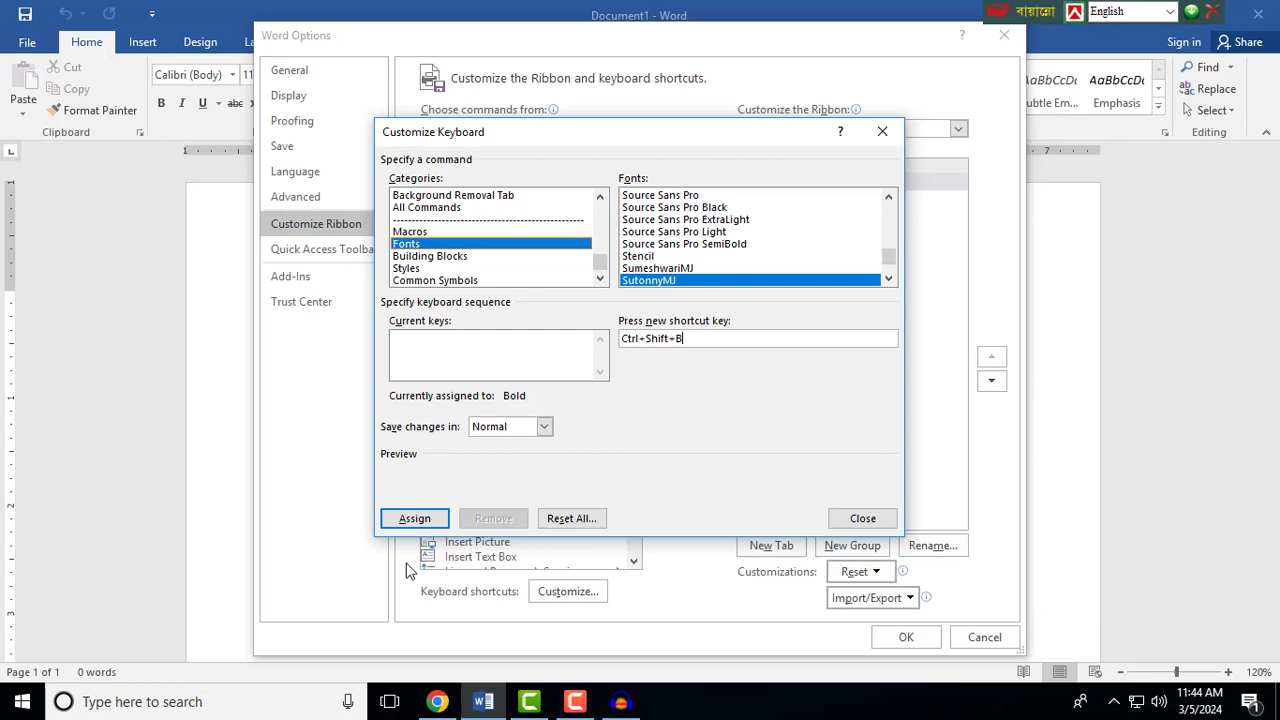 Document1 - Word
বায়ান্নো
English
File
Home
Insert
Design
Sign in
Share
Cut
Copy
Paste
Format Painter
Clipboard
Calibri (Body)
11
B I U abc
AaBbCcDc
Emphasis
Find
Replace
Select
Editing
Word Options
General
Display
Proofing
Save
Language
Advanced
Customize Ribbon
Quick Access Toolba
Add-Ins
Trust Center
Customize the Ribbon and keyboard shortcuts.
Choose commands from:
Customize the Ribbon:
Customize Keyboard
Specify a command
Categories:
Background Removal Tab
All Commands
Macros
Fonts
Building Blocks
Styles
Common Symbols
Fonts:
Source Sans Pro
Source Sans Pro Black
Source Sans Pro ExtraLight
Source Sans Pro Light
Source Sans Pro SemiBold
Stencil
SumeshwariMJ
SutonnyMJ
Specify keyboard sequence
Current keys:
Press new shortcut key:
Ctrl+Shift+B
Currently assigned to: Bold
Save changes in: Normal
Preview
Assign
Remove
Reset All...
Close
Insert Picture
Insert Text Box
Keyboard shortcuts: Customize...
New Tab
New Group
Rename...
Customizations: Reset
Import/Export
OK
Cancel
Page 1 of 1
0 words
120%
Type here to search
11:44 AM
3/5/2024